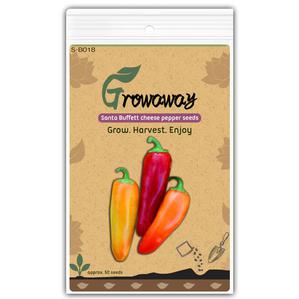 S-B018
Growaway
Santa Buffett cheese pepper seeds
Grow. Harvest. Enjoy
approx. 50 seeds